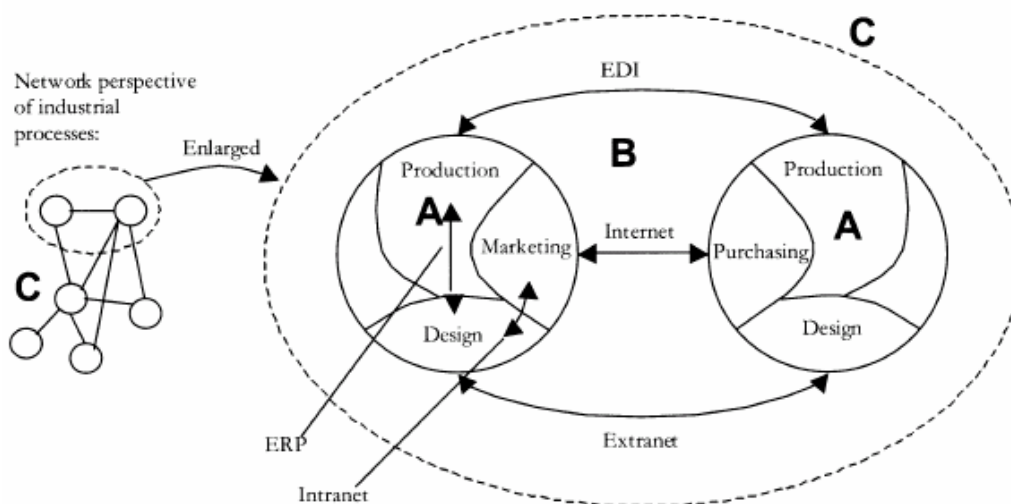 C
EDI
Network perspective
of industrial
processes:
Enlarged
B
Production
Production
A
A
Internet
Marketing
Purchasing
C
Design
Design
ERP
Extranet
Intranet